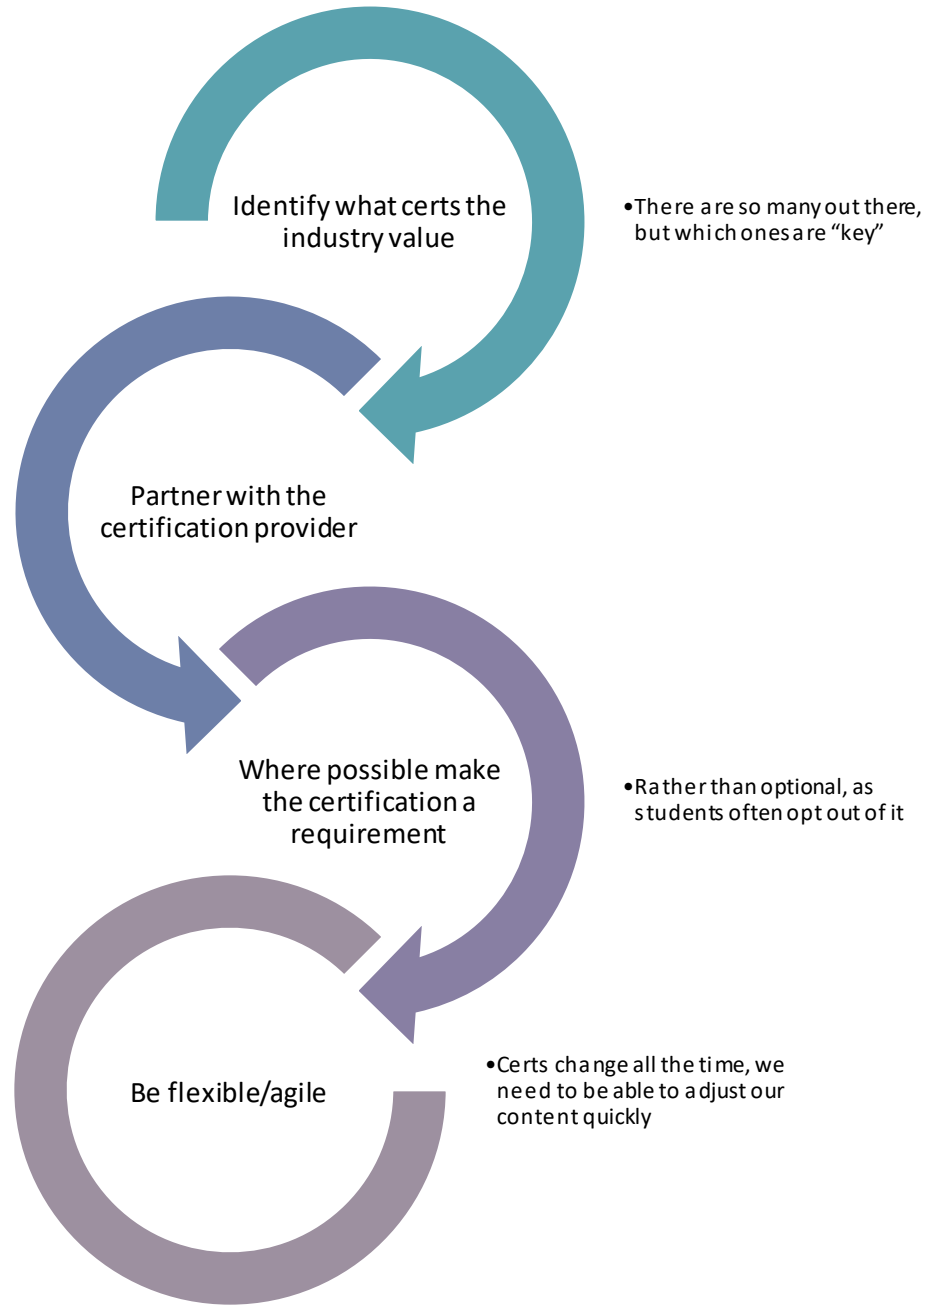 Identify what certs the
industry value
•There are so many out there,
but which ones are “key”
Partner with the
certification provider
Where possible make
the certification a
requirement
•Rather than optional, as
students often opt out of it
Be flexible/agile
•Certs change all the time, we
need to be able to adjust our
content quickly